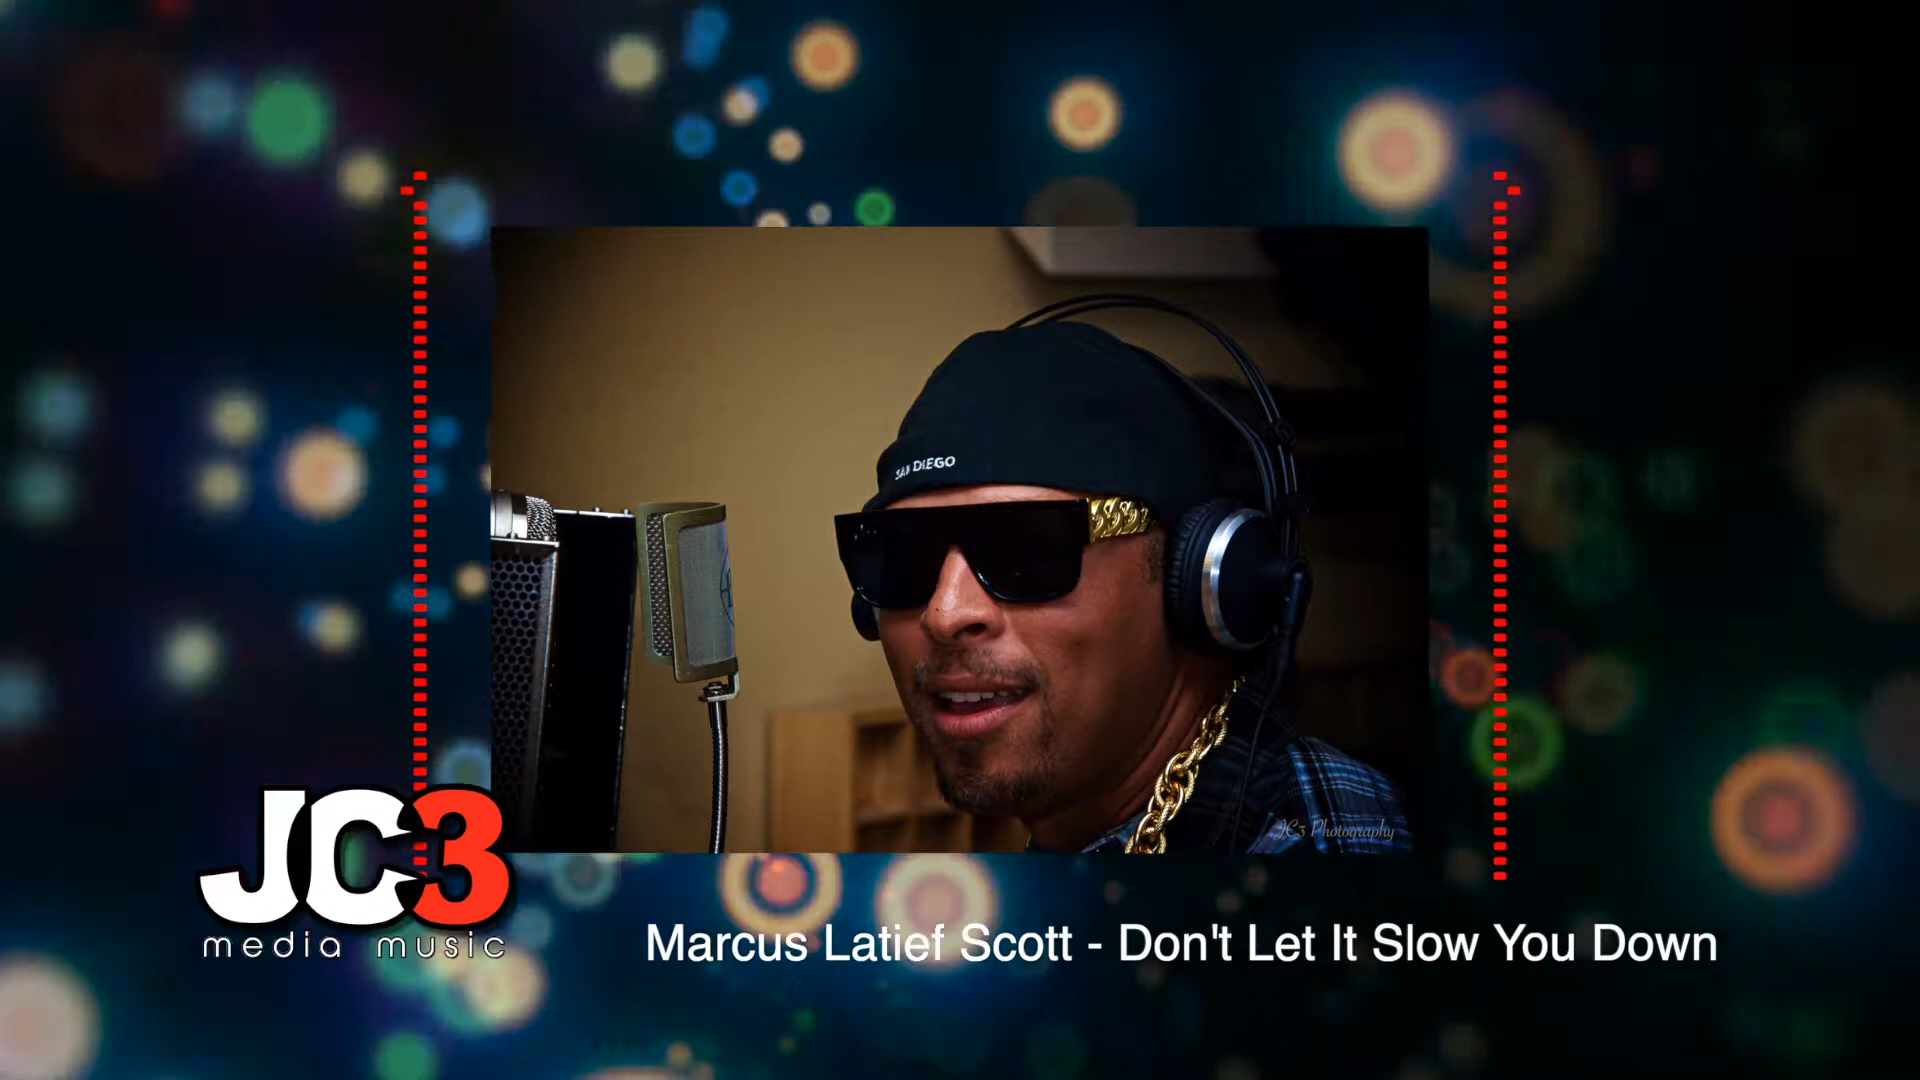 SAN DIEGO
JC3 Photography
JC3
media music
Marcus Latief Scott - Don't Let It Slow You Down